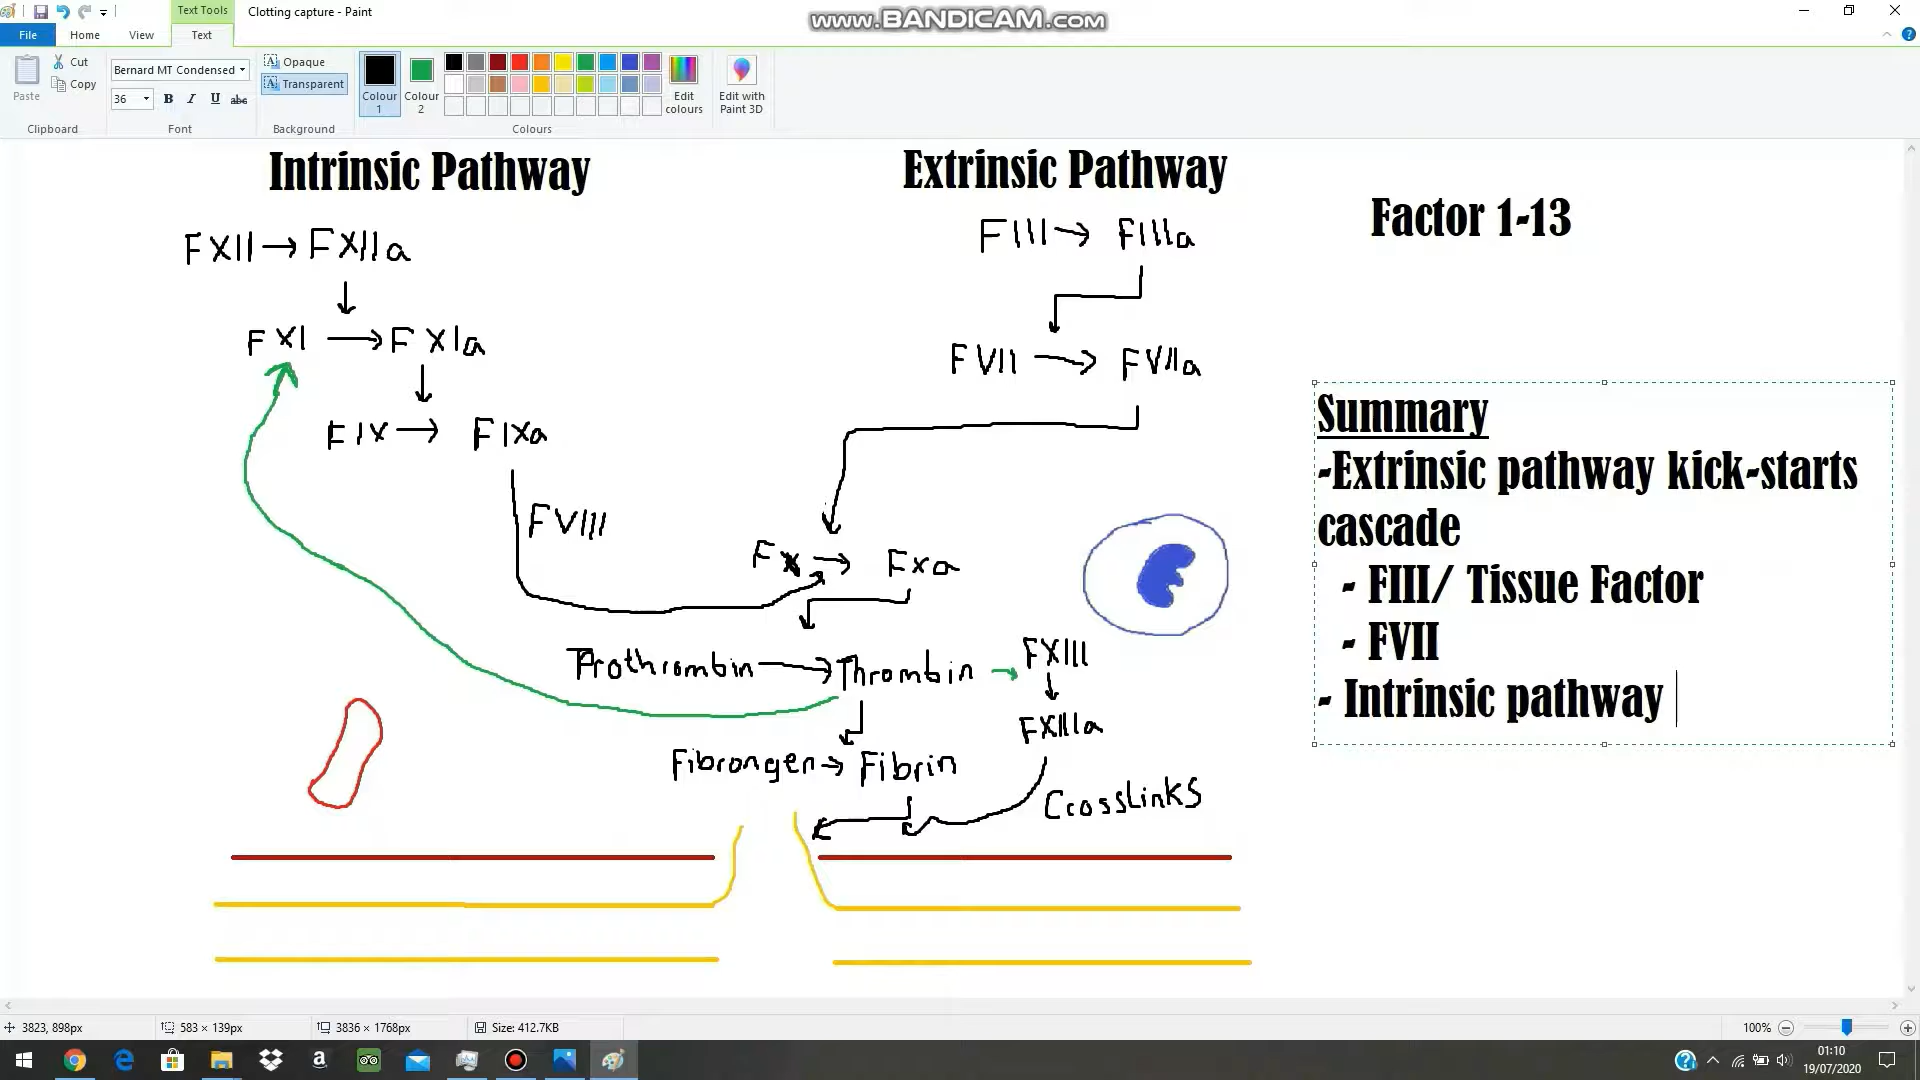 Text Tools
Clotting capture - Paint
www.BANDICAM.com
File
Home
View
Text
Paste
Cut
Copy
Clipboard
Bernard MT Condensed
36
B I U abc
Font
Opaque
Transparent
Background
Colour 1
Colour 2
Edit colours
Colours
Edit with Paint 3D
Intrinsic Pathway
Extrinsic Pathway
Factor 1-13
FXII → FXIIa
FXI → FXIa
FIX → FIXa
FVIII
FIII → FIIIa
FVII → FVIIa
FX → FXa
Prothrombin → Thrombin → FXIII
FXIIIa
Fibrongen → Fibrin
CrossLinks
Summary
-Extrinsic pathway kick-starts
cascade
- FIII/ Tissue Factor
- FVII
- Intrinsic pathway
3823, 898px
583 × 139px
3836 × 1768px
Size: 412.7KB
100%
01:10
19/07/2020